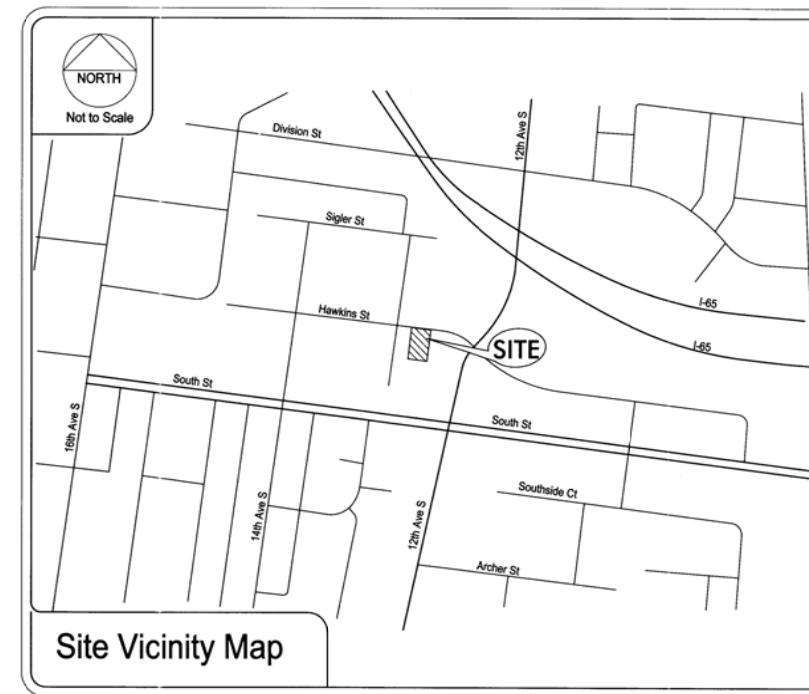 NORTH
Not to Scale
Division St
12th Ave S
Sigler St
Hawkins St
I-65
SITE
I-65
South St
South St
16th Ave S
14th Ave S
12th Ave S
Southside Ct
Archer St
Site Vicinity Map